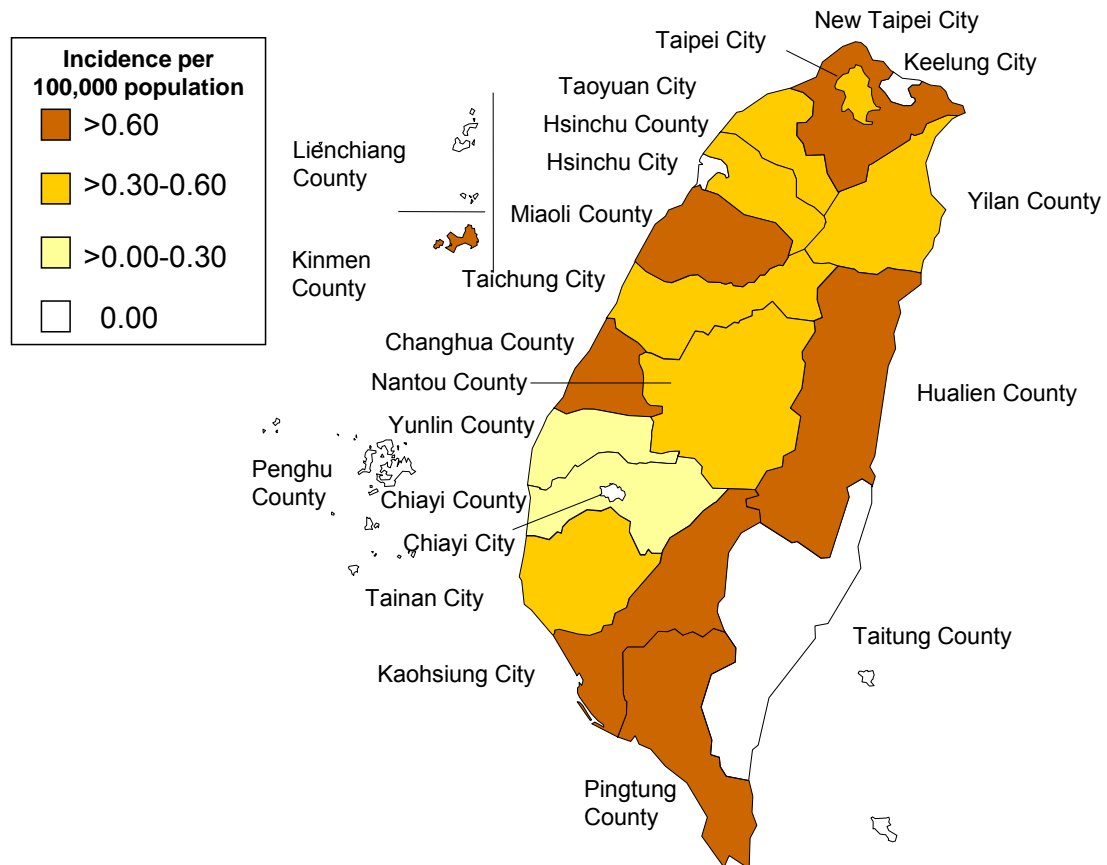 Incidence per
100,000 population
>0.60
>0.30-0.60
>0.00-0.30
0.00
New Taipei City
Taipei City
Keelung City
Taoyuan City
Hsinchu County
Lienchiang
County
Hsinchu City
Yilan County
Miaoli County
Kinmen
County
Taichung City
Changhua County
Nantou County
Hualien County
Yunlin County
Penghu
County
Chiayi County
Chiayi City
Tainan City
Taitung County
Kaohsiung City
Pingtung
County